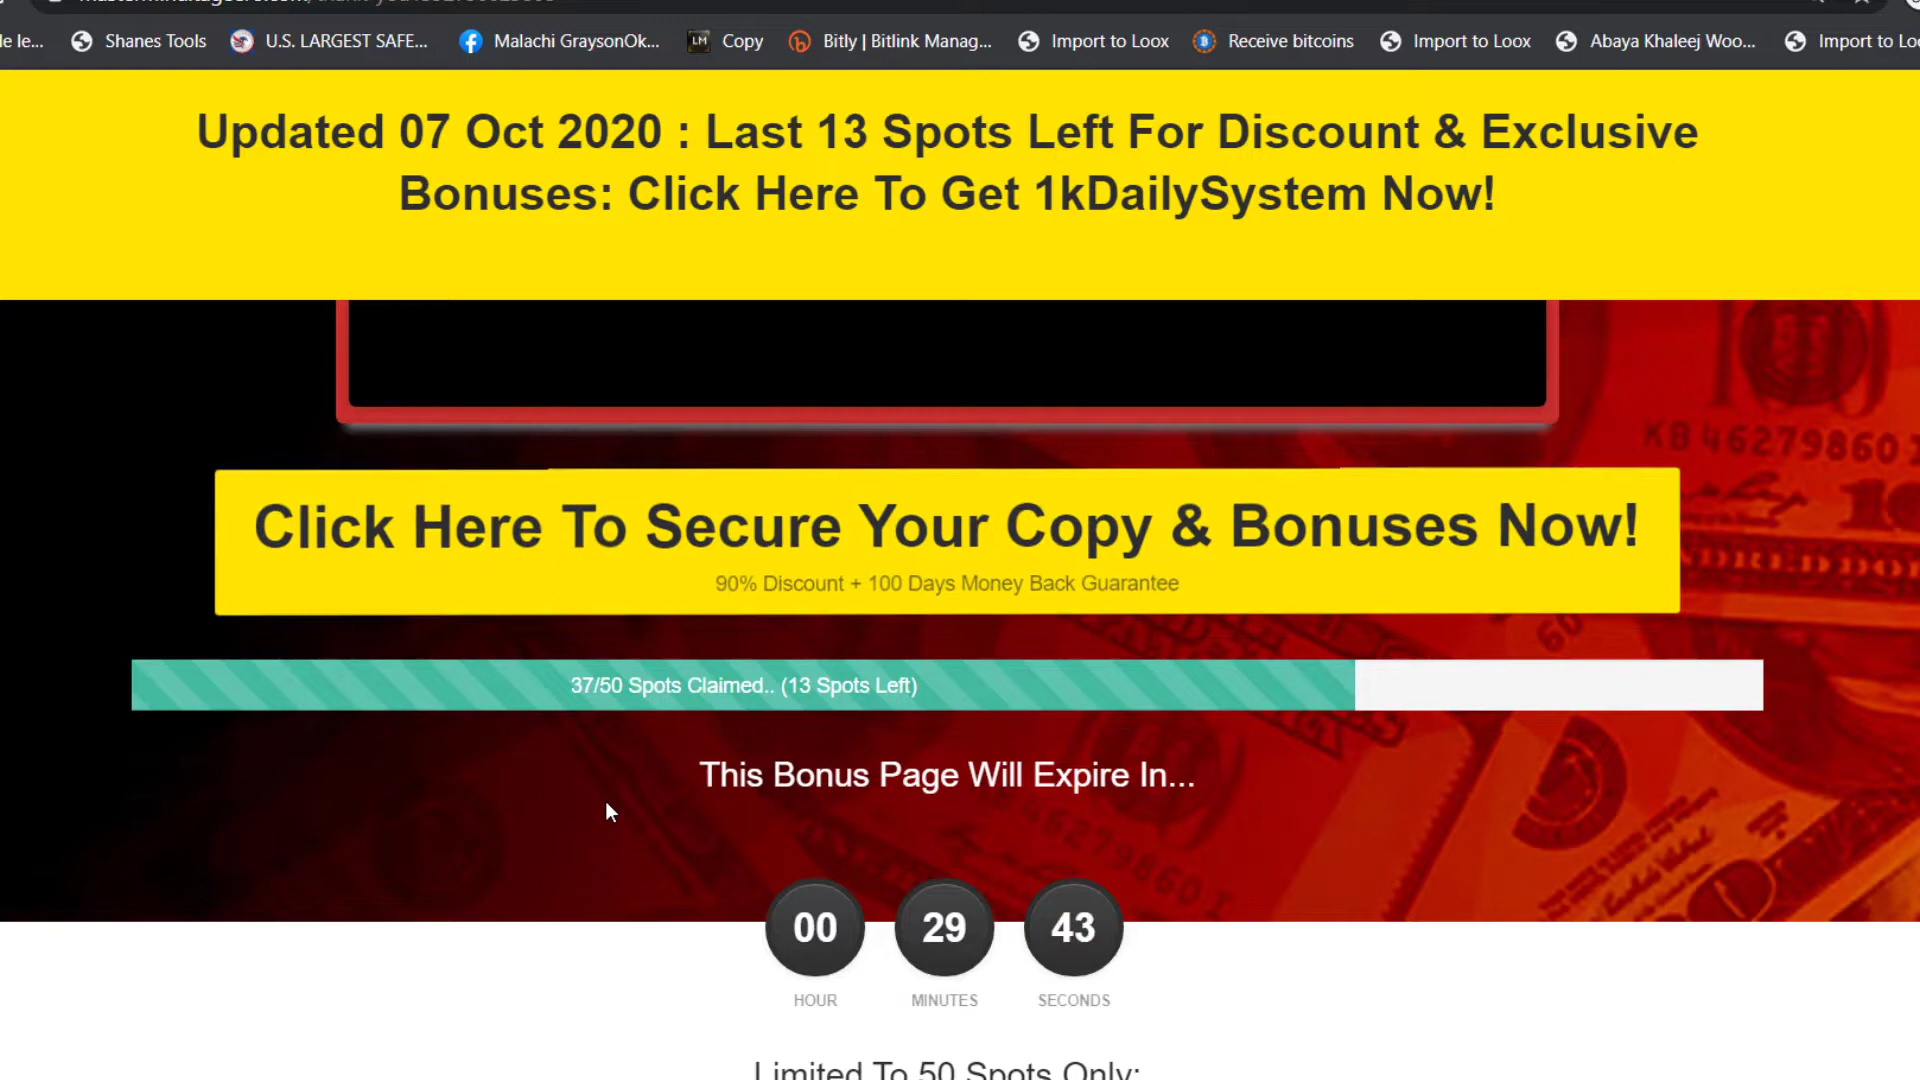 le le...
Shanes Tools
U.S. LARGEST SAFE...
Malachi GraysonOk...
LM
Copy
Bitly | Bitlink Manag...
Import to Loox
Receive bitcoins
Import to Loox
Abaya Khaleej Woo...
Import to Loo
Updated 07 Oct 2020 : Last 13 Spots Left For Discount & Exclusive
Bonuses: Click Here To Get 1kDailySystem Now!
KB 46279860 I
Click Here To Secure Your Copy & Bonuses Now!
90% Discount + 100 Days Money Back Guarantee
37/50 Spots Claimed.. (13 Spots Left)
This Bonus Page Will Expire In...
00
29
43
HOUR
MINUTES
SECONDS
Limited To 50 Spots Only: